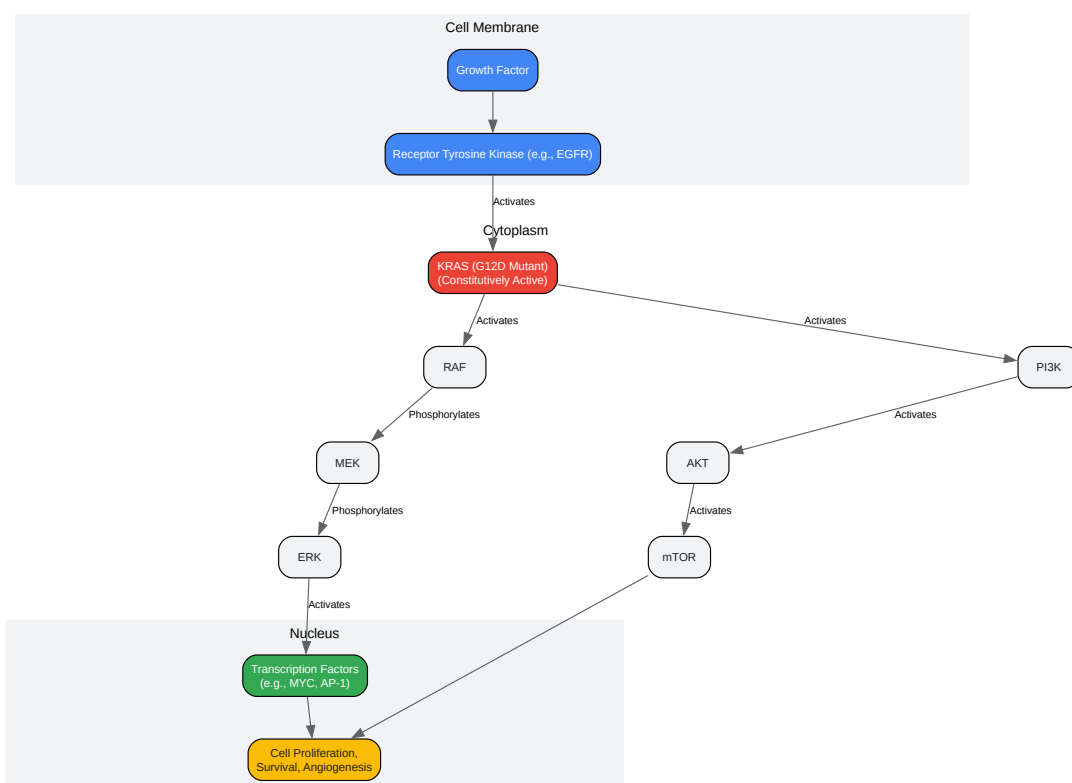 Cell Membrane
Growth Factor
Receptor Tyrosine Kinase (e.g., EGFR)
Activates
Cytoplasm
KRAS (G12D Mutant)
(Constitutively Active)
Activates
Activates
RAF
PI3K
Phosphorylates
Activates
MEK
AKT
Phosphorylates
Activates
ERK
mTOR
Activates
Nucleus
Transcription Factors
(e.g., MYC, AP-1)
Cell Proliferation,
Survival, Angiogenesis